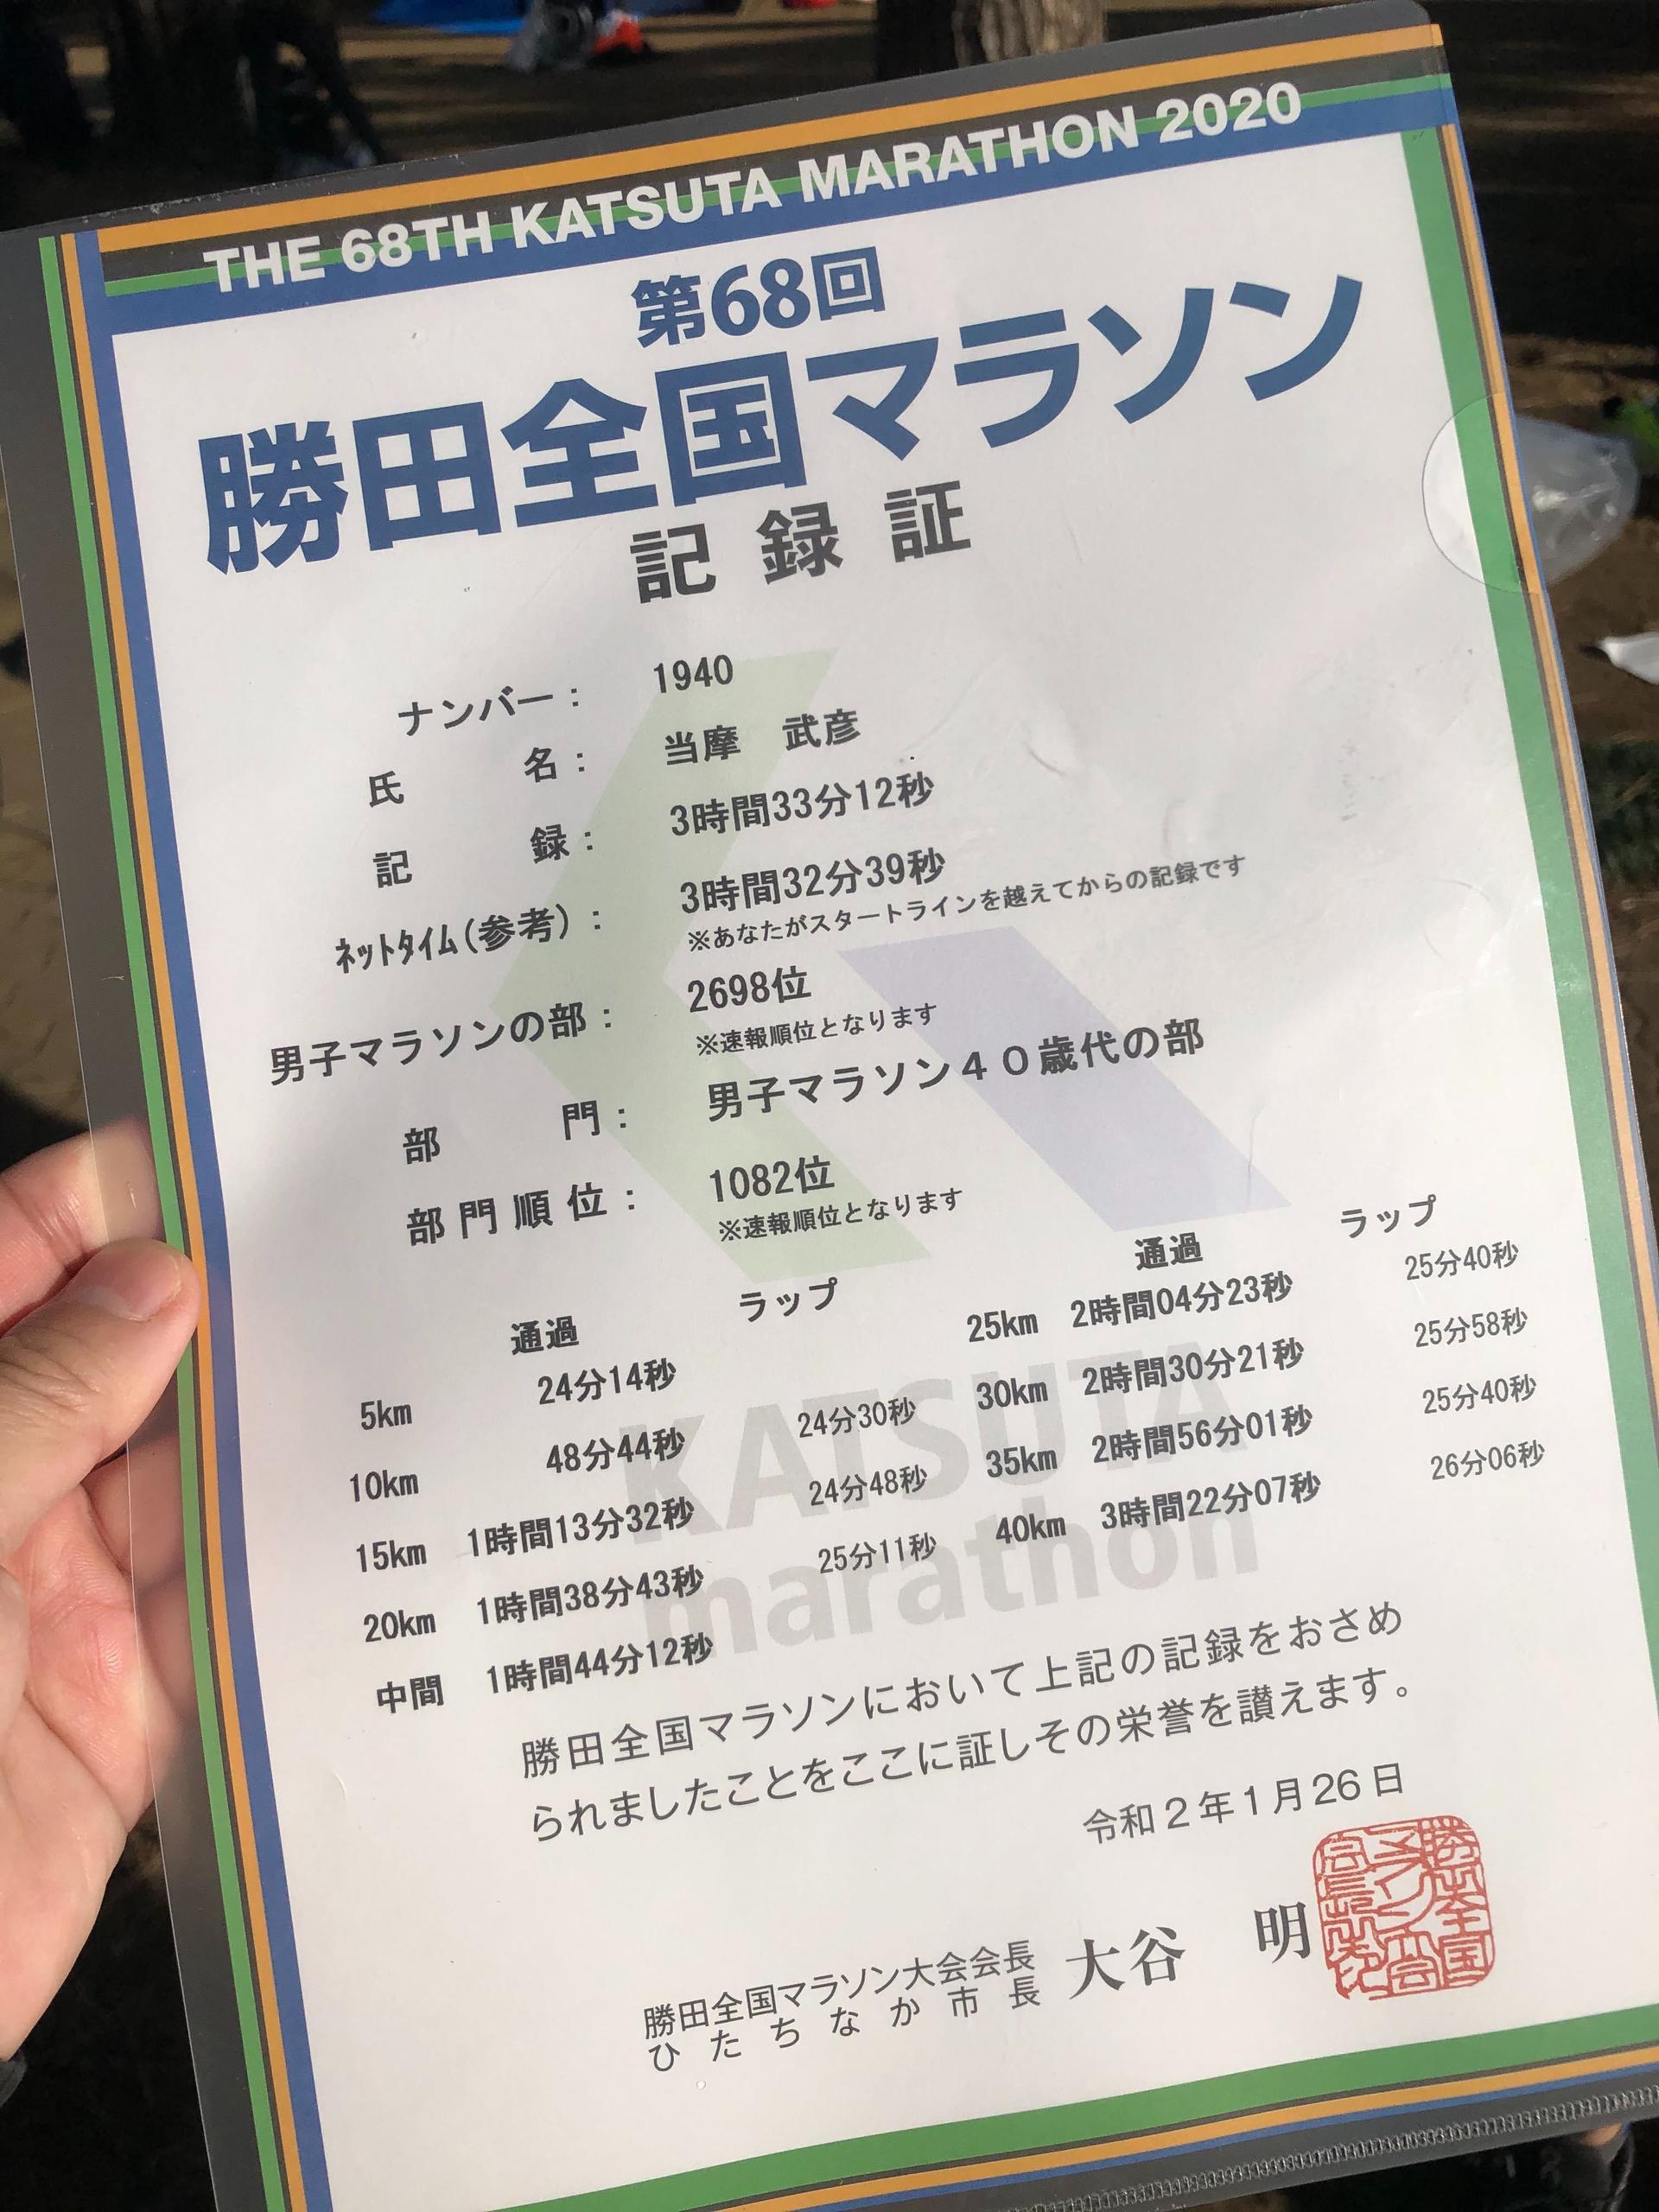 THE 68TH KATSUTA MARATHON 2020
第68回
勝田全国マラソン
記録証
ナンバー： 1940
氏名： 当摩 武彦
記録： 3時間33分12秒
ネットタイム(参考)： 3時間32分39秒
※あなたがスタートラインを越えてからの記録です
男子マラソンの部： 2698位
※速報順位となります
部門： 男子マラソン４０歳代の部
部門順位： 1082位
※速報順位となります
通過 ラップ
5km 24分14秒
10km 48分44秒 24分30秒
15km 1時間13分32秒 24分48秒
20km 1時間38分43秒 25分11秒
中間 1時間44分12秒
通過 ラップ
25km 2時間04分23秒 25分40秒
30km 2時間30分21秒 25分58秒
35km 2時間56分01秒 25分40秒
40km 3時間22分07秒 26分06秒
KATSUTA
marathon
勝田全国マラソンにおいて上記の記録をおさめ
られましたことをここに証しその栄誉を讃えます。
令和２年１月26日
勝田全国マラソン大会会長
ひたちなか市長
大谷 明